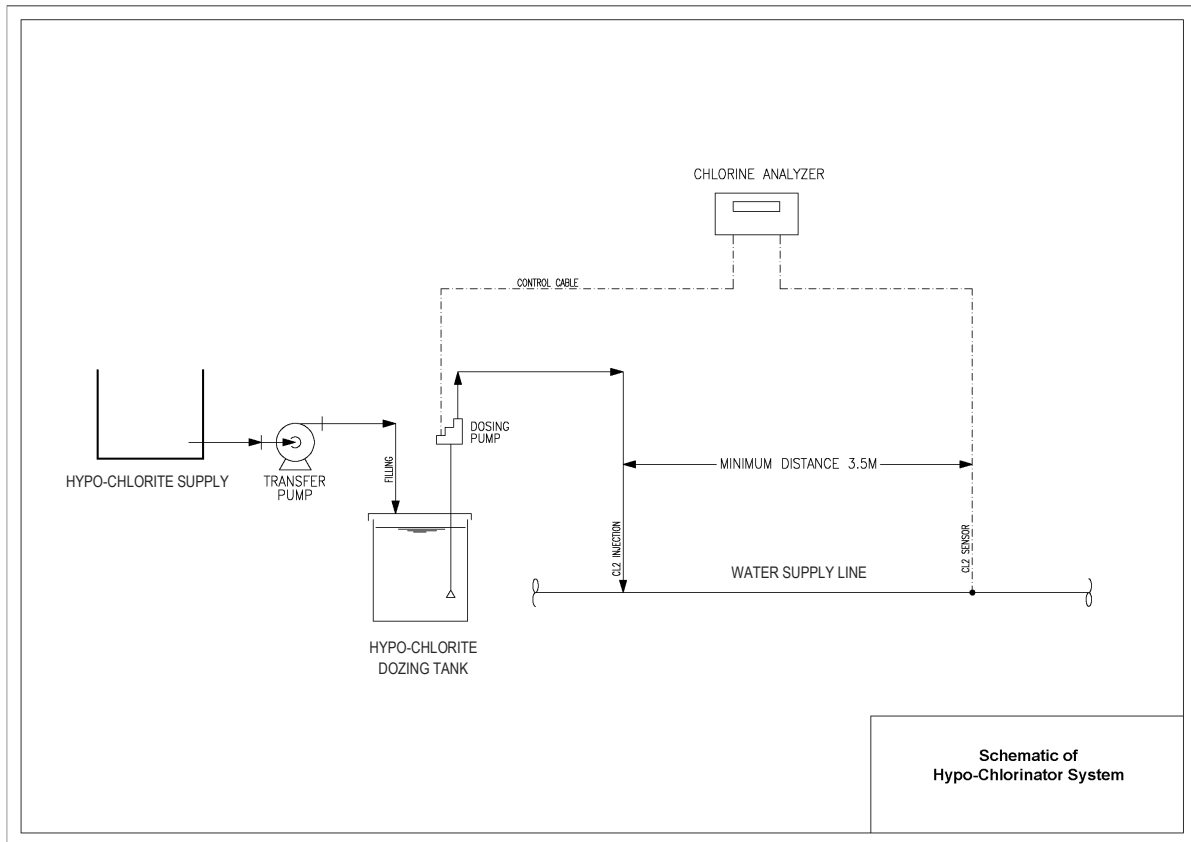 CHLORINE ANALYZER
CONTROL CABLE
DOSING
PUMP
MINIMUM DISTANCE 3.5M
HYPO-CHLORITE SUPPLY
TRANSFER
PUMP
FILLING
CL2 INJECTION
CL2 SENSOR
WATER SUPPLY LINE
HYPO-CHLORITE
DOZING TANK
Schematic of
Hypo-Chlorinator System